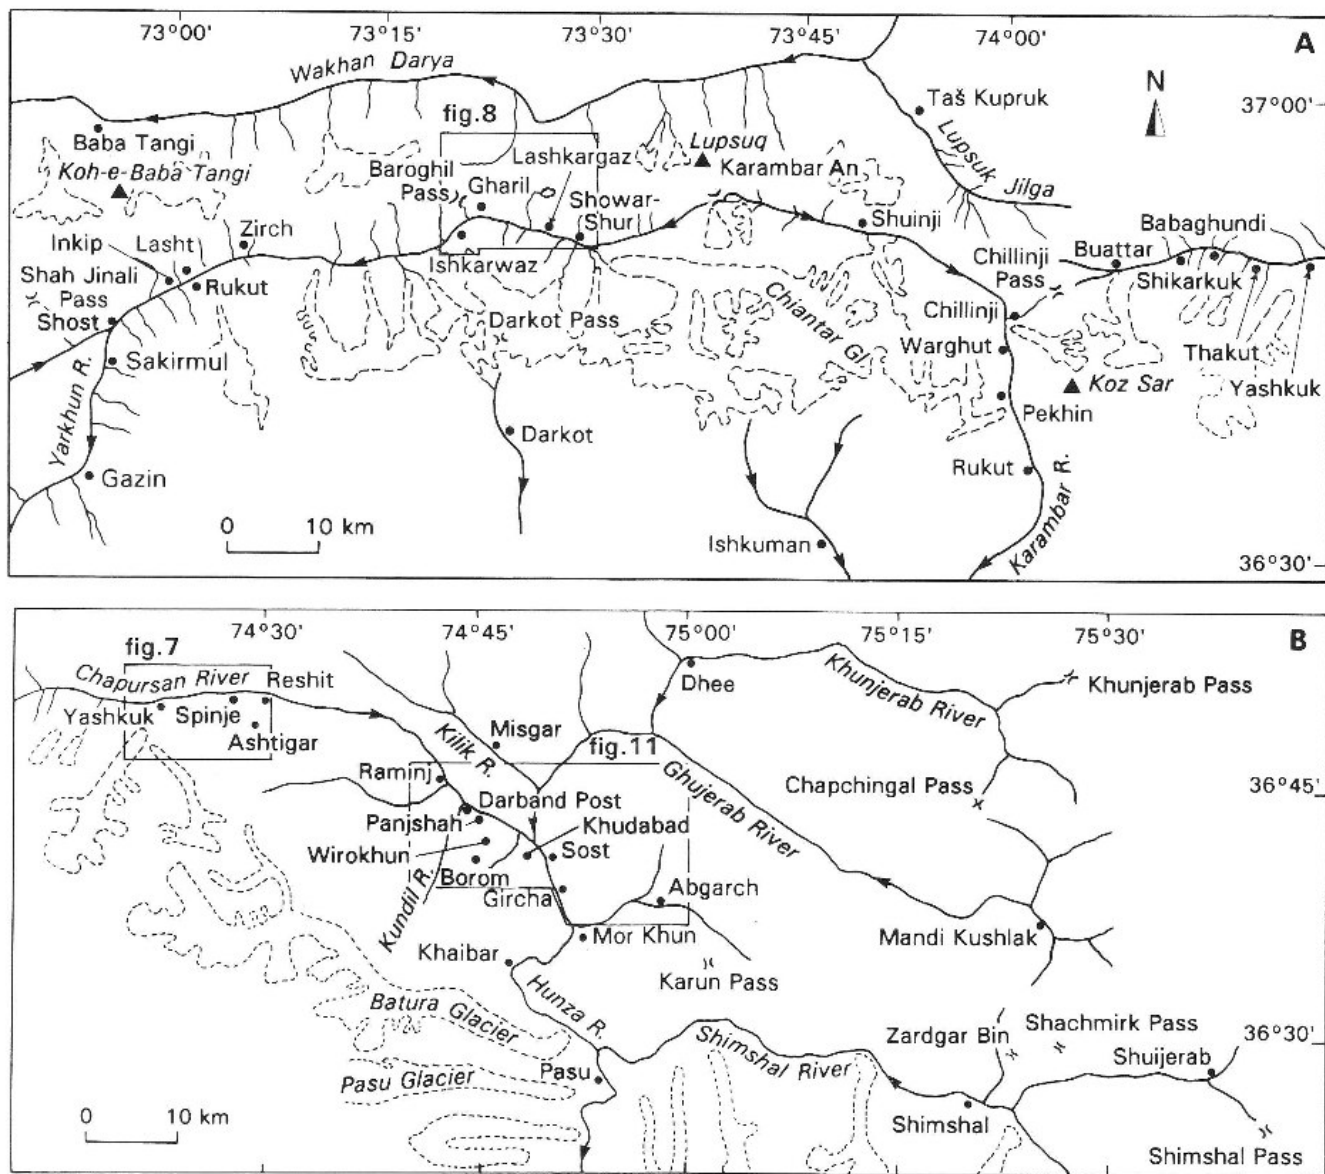 73°00'
73°15'
73°30'
73°45'
74°00'
A
Wakhan Darya
N
fig.8
Taš Kupruk
37°00'
Baba Tangi
Lashkargaz
Lupsuq
Koh-e-Baba Tangi
Baroghil
Pass
Gharil
Karambar An
Lupsuk Jilga
Showar-
Shur
Shuinji
Zirch
Inkip
Lasht
Babaghundi
Buattar
Chillinji
Pass
Shah Jinali
Pass
Rukut
Ishkarwaz
Shikarkuk
Shost
Darkot Pass
Chiantar Gl.
Chillinji
Sakirmul
Warghut
Thakut
Koz Sar
Yashkuk
Yarkhun R.
Pekhin
Darkot
Gazin
Rukut
0 10 km
Ishkuman
Karambar R.
36°30'
74°30'
74°45'
75°00'
75°15'
75°30'
B
fig.7
Chapursan River
Reshit
Dhee
Khunjerab River
Khunjerab Pass
Yashkuk
Spinje
Ashtigar
Kilik R.
Misgar
fig.11
Raminj
Ghujerab River
Chapchingal Pass
36°45'
Darband Post
Panjshah
Khudabad
Wirokhun
Sost
Borom
Gircha
Abgarch
Kundil R.
Mor Khun
Mandi Kushlak
Khaibar
Karun Pass
Hunza R.
Batura Glacier
Zardgar Bin
Shachmirk Pass
36°30'
Shimshal River
Shuijerab
Pasu Glacier
Pasu
0 10 km
Shimshal
Shimshal Pass